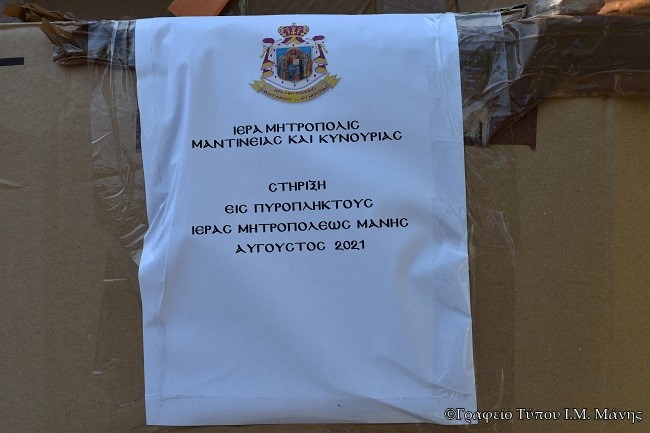 ΙΕΡΑ ΜΗΤΡΟΠΟΛΙΣ
ΜΑΝΤΙΝΕΙΑΣ ΚΑΙ ΚΥΝΟΥΡΙΑΣ
ΣΤΗΡΙΞΗ
ΕΙΣ ΠΥΡΟΠΛΗΚΤΟΥΣ
ΙΕΡΑΣ ΜΗΤΡΟΠΟΛΕΩΣ ΜΑΝΗΣ
ΑΥΓΟΥΣΤΟΣ 2021
©Γραφείο Τύπου Ι.Μ. Μάνης